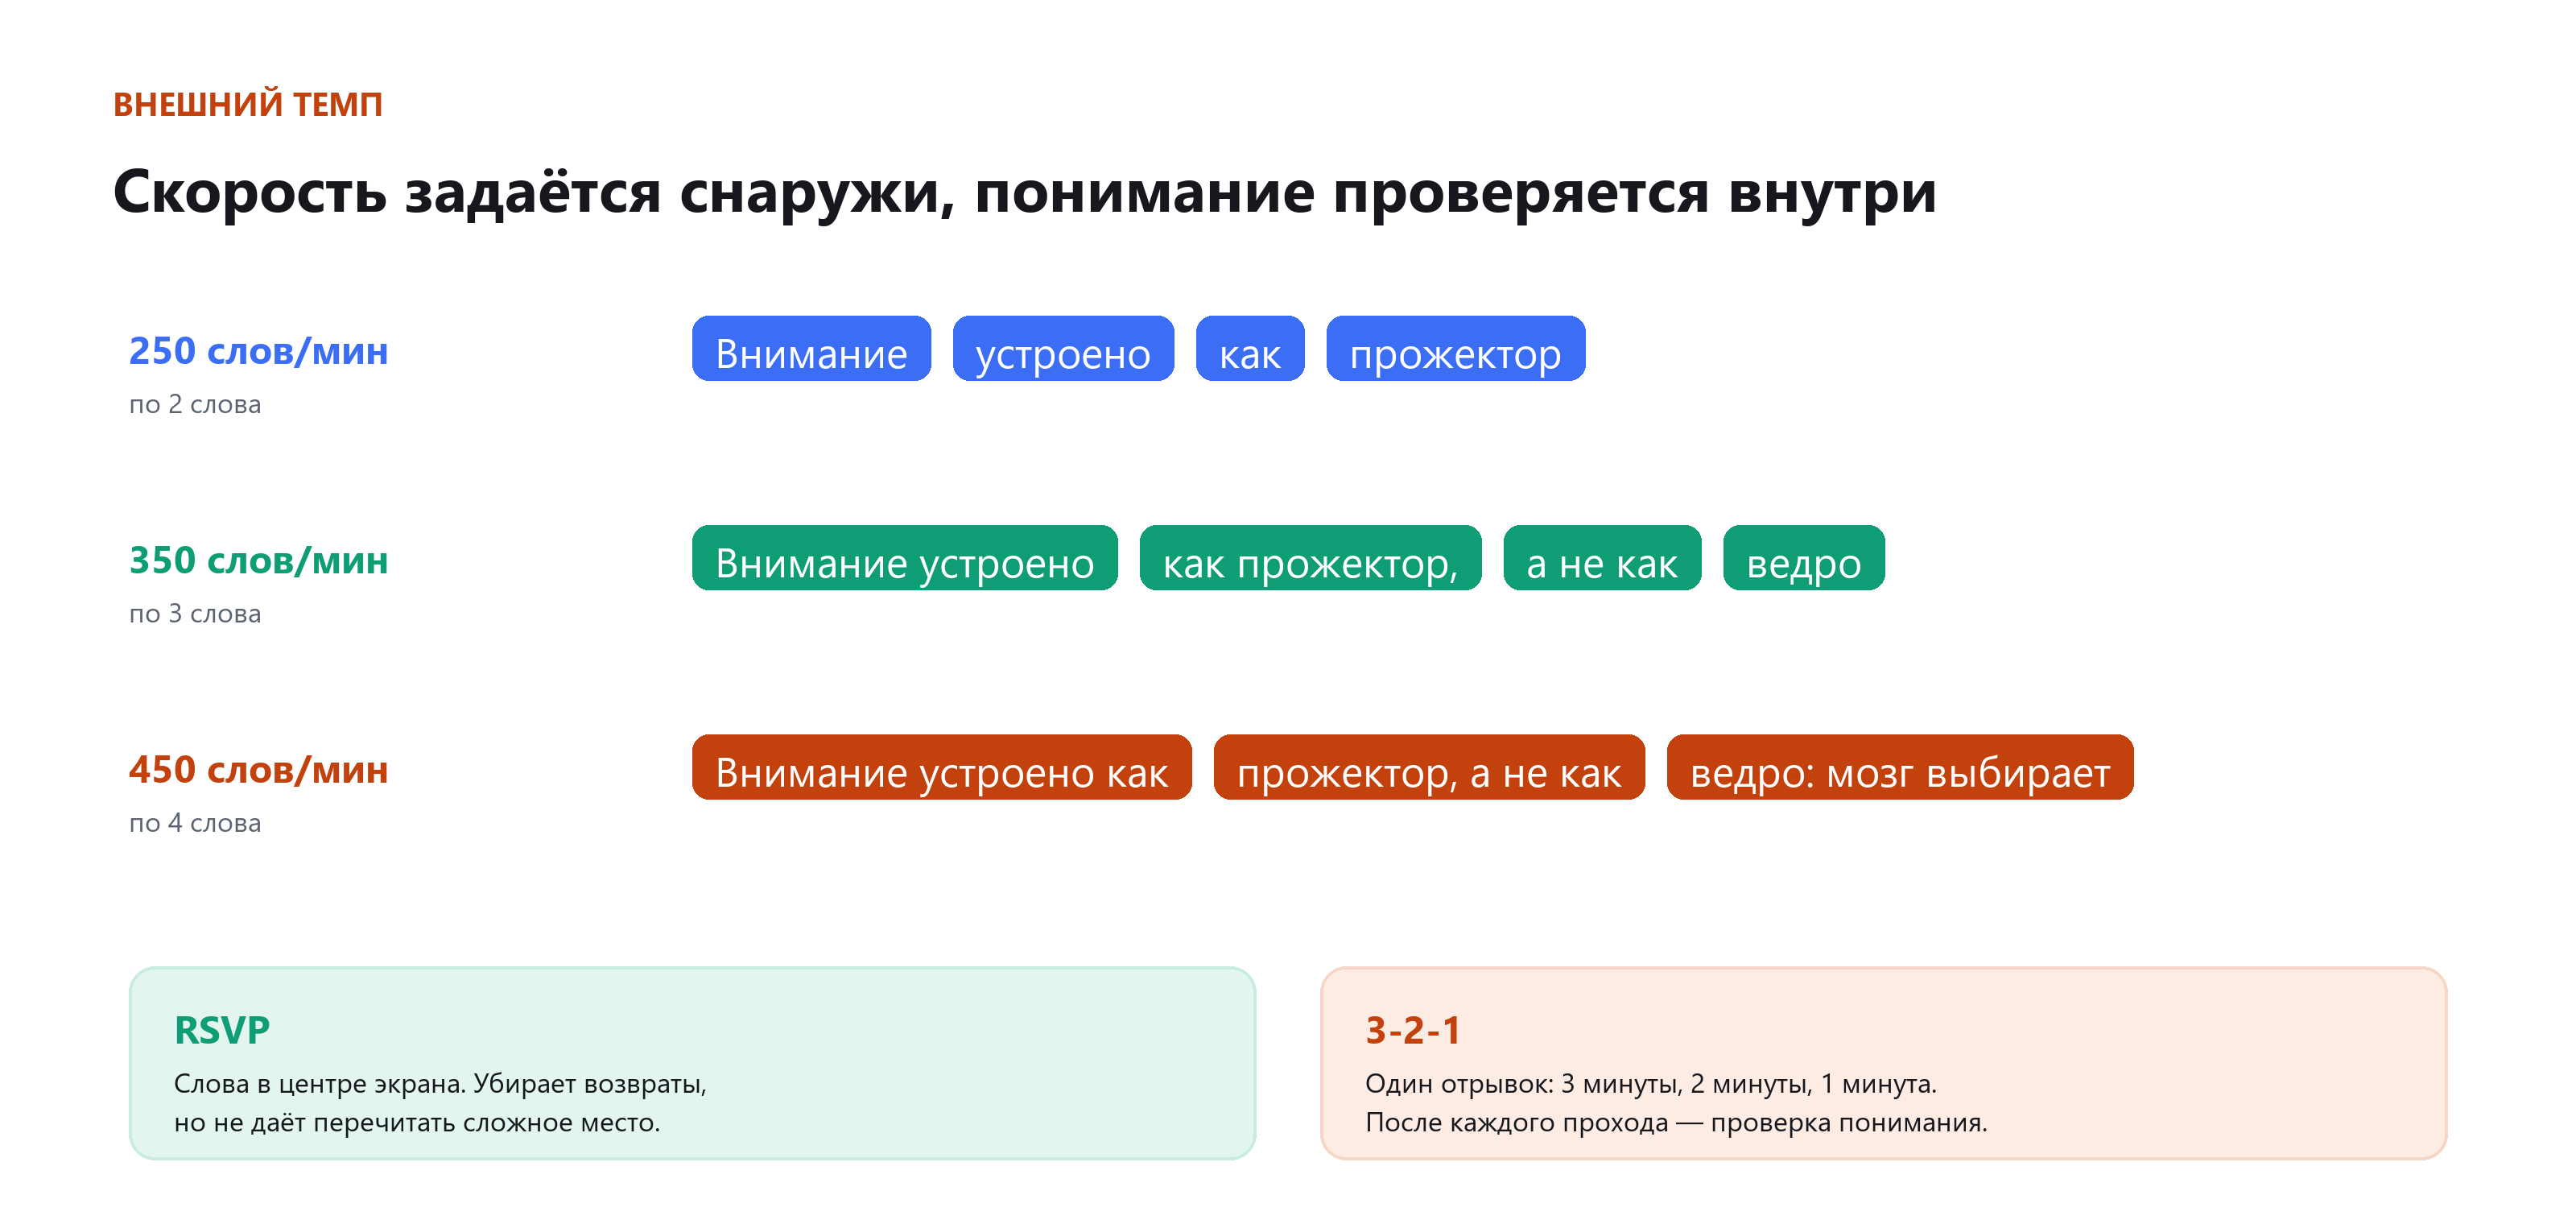 ВНЕШНИЙ ТЕМП
Скорость задаётся снаружи, понимание проверяется внутри
250 слов/мин
по 2 слова
Внимание устроено как прожектор
350 слов/мин
по 3 слова
Внимание устроено как прожектор, а не как ведро
450 слов/мин
по 4 слова
Внимание устроено как прожектор, а не как ведро: мозг выбирает
RSVP
Слова в центре экрана. Убирает возвраты,
но не даёт перечитать сложное место.
3-2-1
Один отрывок: 3 минуты, 2 минуты, 1 минута.
После каждого прохода — проверка понимания.